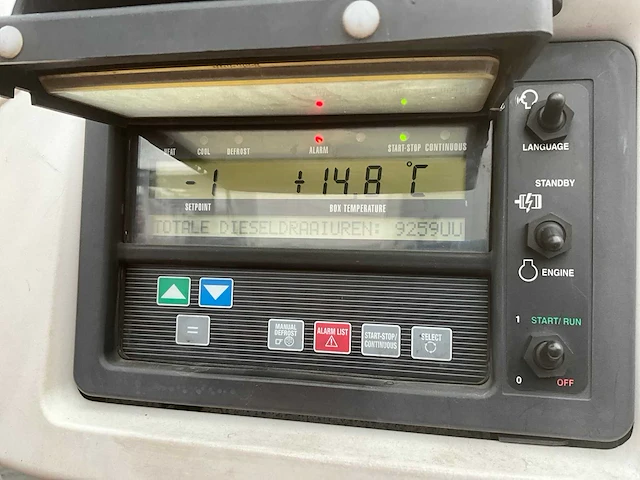 HEAT COOL DEFROST ALARM START-STOP CONTINUOUS
-1 +14.8 °C
SETPOINT BOX TEMPERATURE
TOTALE DIESELDRAAIUREN: 9259UU
MANUAL DEFROST
ALARM LIST
START-STOP/ CONTINUOUS
SELECT
=
LANGUAGE
STANDBY
ENGINE
1 START/RUN
0 OFF